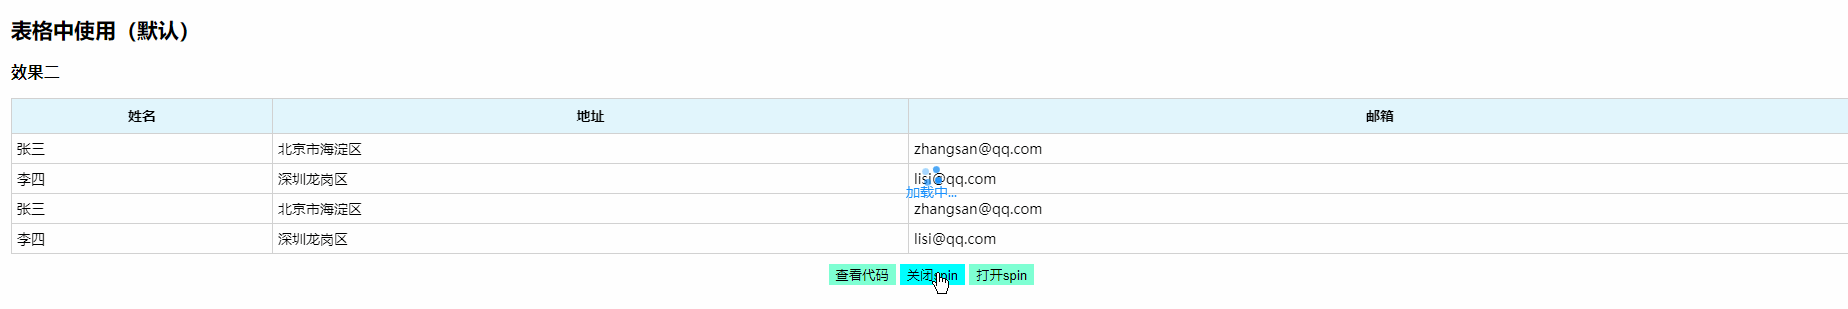 表格中使用（默认）
效果二
姓名 地址 邮箱
张三 北京市海淀区 zhangsan@qq.com
李四 深圳龙岗区 lisi@qq.com
加载中...
张三 北京市海淀区 zhangsan@qq.com
李四 深圳龙岗区 lisi@qq.com
查看代码 关闭spin 打开spin